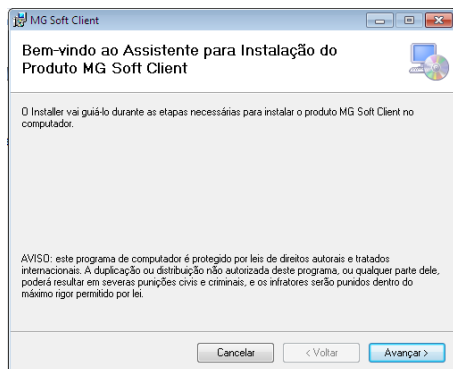 MG Soft Client
Bem-vindo ao Assistente para Instalação do
Produto MG Soft Client
O Installer vai guiá-lo durante as etapas necessárias para instalar o produto MG Soft Client no
computador.
AVISO: este programa de computador é protegido por leis de direitos autorais e tratados
internacionais. A duplicação ou distribuição não autorizada deste programa, ou qualquer parte dele,
poderá resultar em severas punições civis e criminais, e os infratores serão punidos dentro do
máximo rigor permitido por lei.
Cancelar < Voltar Avançar >